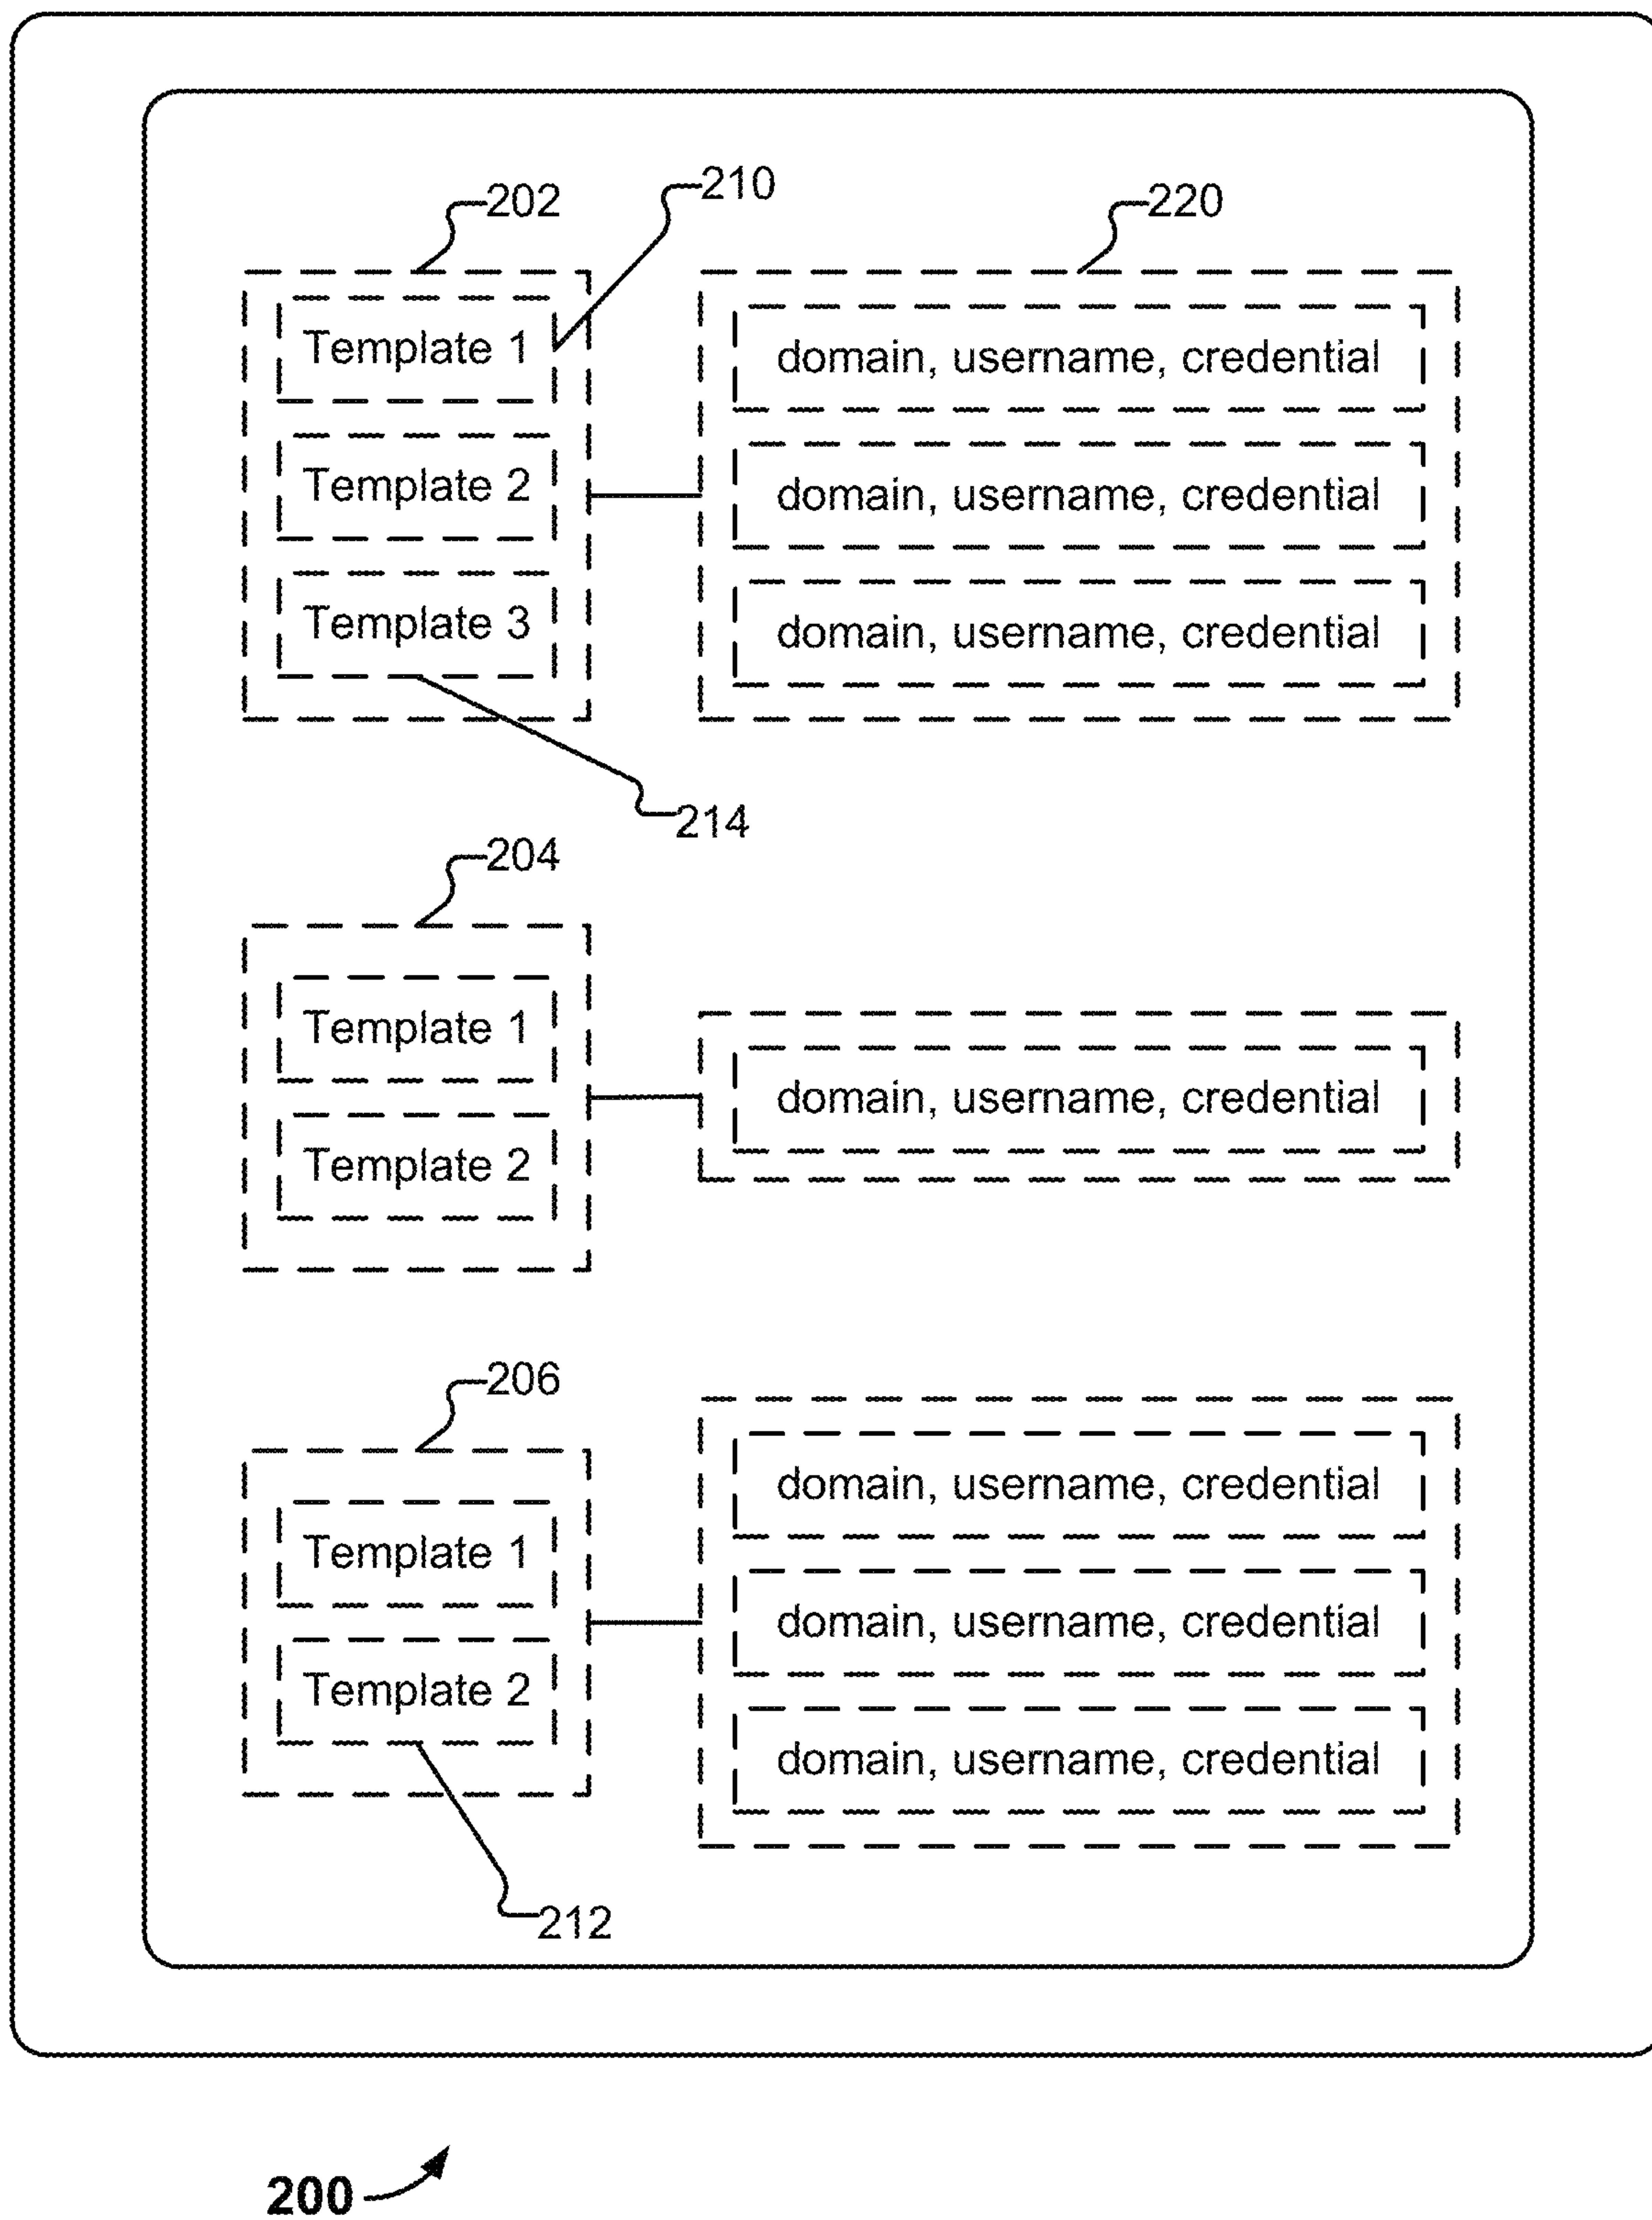 202
210
220
Template 1
domain, username, credential
Template 2
domain, username, credential
Template 3
domain, username, credential
214
204
Template 1
domain, username, credential
Template 2
206
Template 1
domain, username, credential
domain, username, credential
Template 2
domain, username, credential
212
200